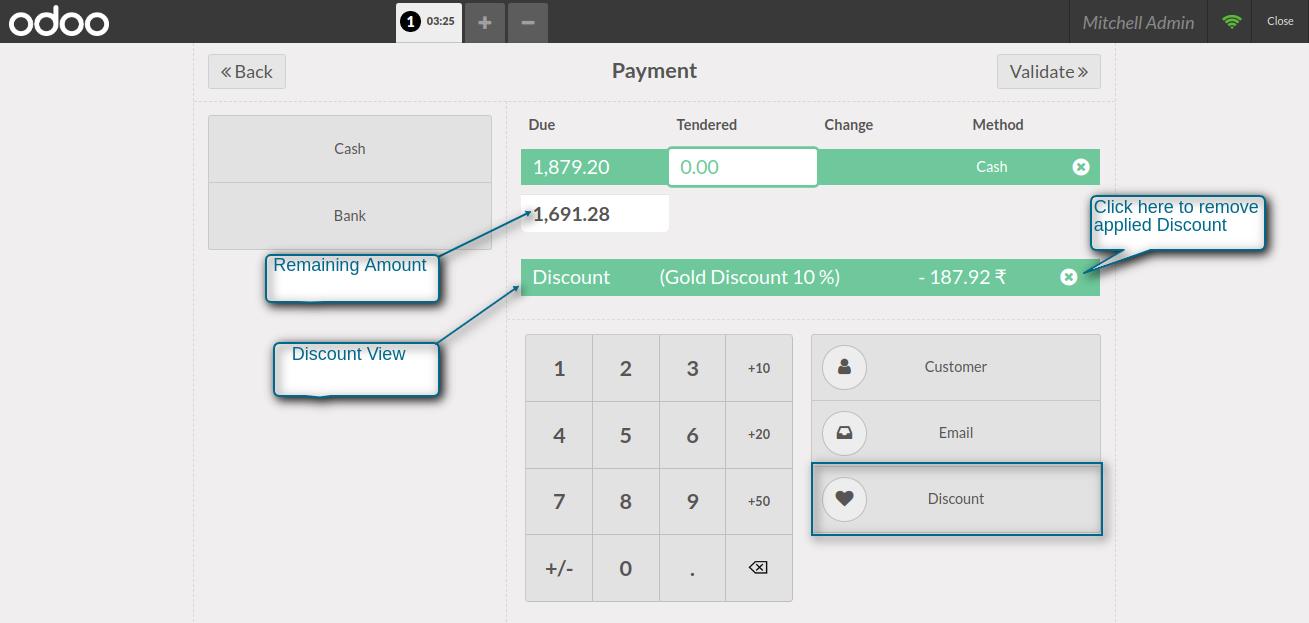 odoo
1 03:25 + −
Mitchell Admin
Close
« Back
Payment
Validate »
Cash
Bank
Due Tendered Change Method
1,879.20 0.00 Cash
1,691.28
Click here to remove
applied Discount
Remaining Amount
Discount (Gold Discount 10 %) - 187.92 ₹
Discount View
1 2 3 +10
4 5 6 +20
7 8 9 +50
+/- 0 .
Customer
Email
Discount